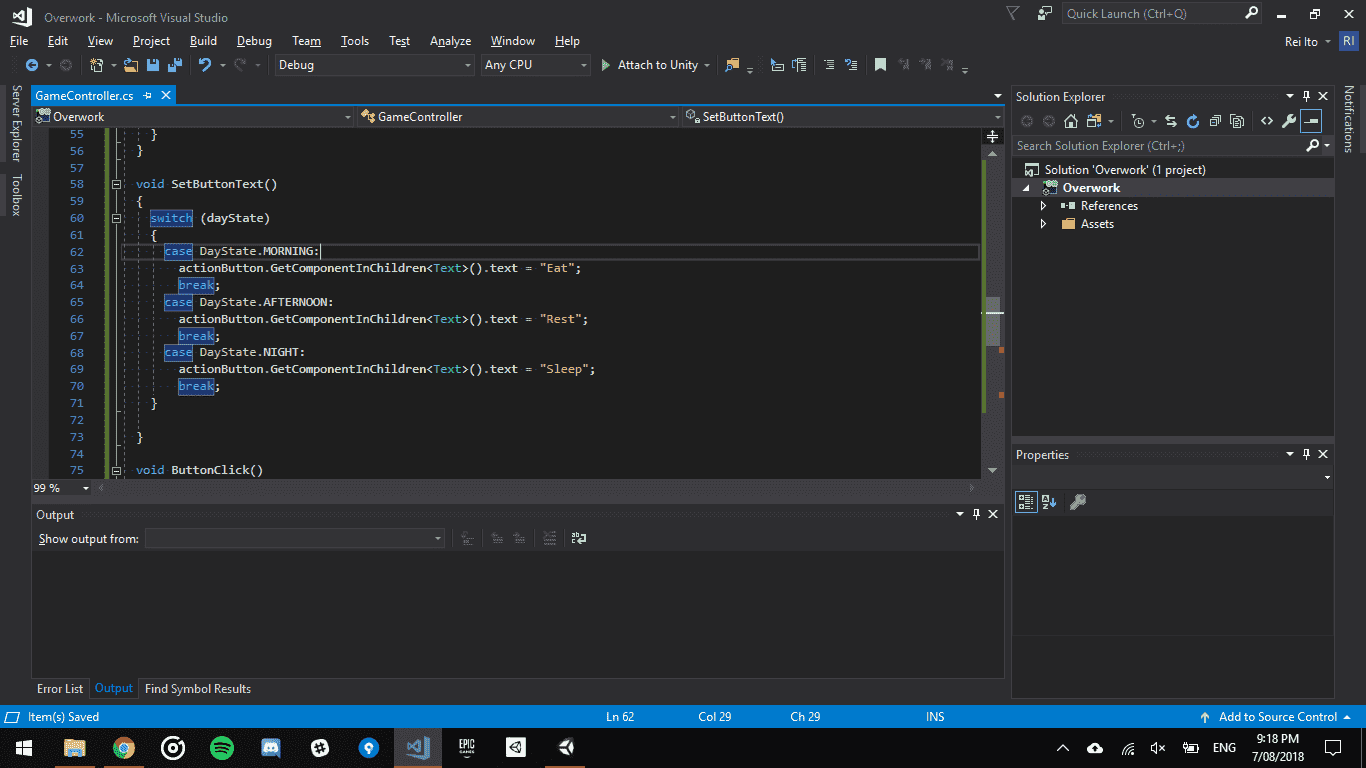 Overwork - Microsoft Visual Studio
Quick Launch (Ctrl+Q)
File Edit View Project Build Debug Team Tools Test Analyze Window Help
Rei Ito RI
Debug Any CPU Attach to Unity
Server Explorer
Toolbox
GameController.cs
Overwork GameController SetButtonText()
55 }
56 }
57
58 void SetButtonText()
59 {
60 switch (dayState)
61 {
62 case DayState.MORNING:
63 actionButton.GetComponentInChildren<Text>().text = "Eat";
64 break;
65 case DayState.AFTERNOON:
66 actionButton.GetComponentInChildren<Text>().text = "Rest";
67 break;
68 case DayState.NIGHT:
69 actionButton.GetComponentInChildren<Text>().text = "Sleep";
70 break;
71 }
72
73 }
74
75 void ButtonClick()
99 %
Output
Show output from:
Error List Output Find Symbol Results
Solution Explorer
Search Solution Explorer (Ctrl+;)
Solution 'Overwork' (1 project)
Overwork
References
Assets
Properties
Notifications
Item(s) Saved Ln 62 Col 29 Ch 29 INS Add to Source Control
EPIC GAMES
ENG
9:18 PM
7/08/2018